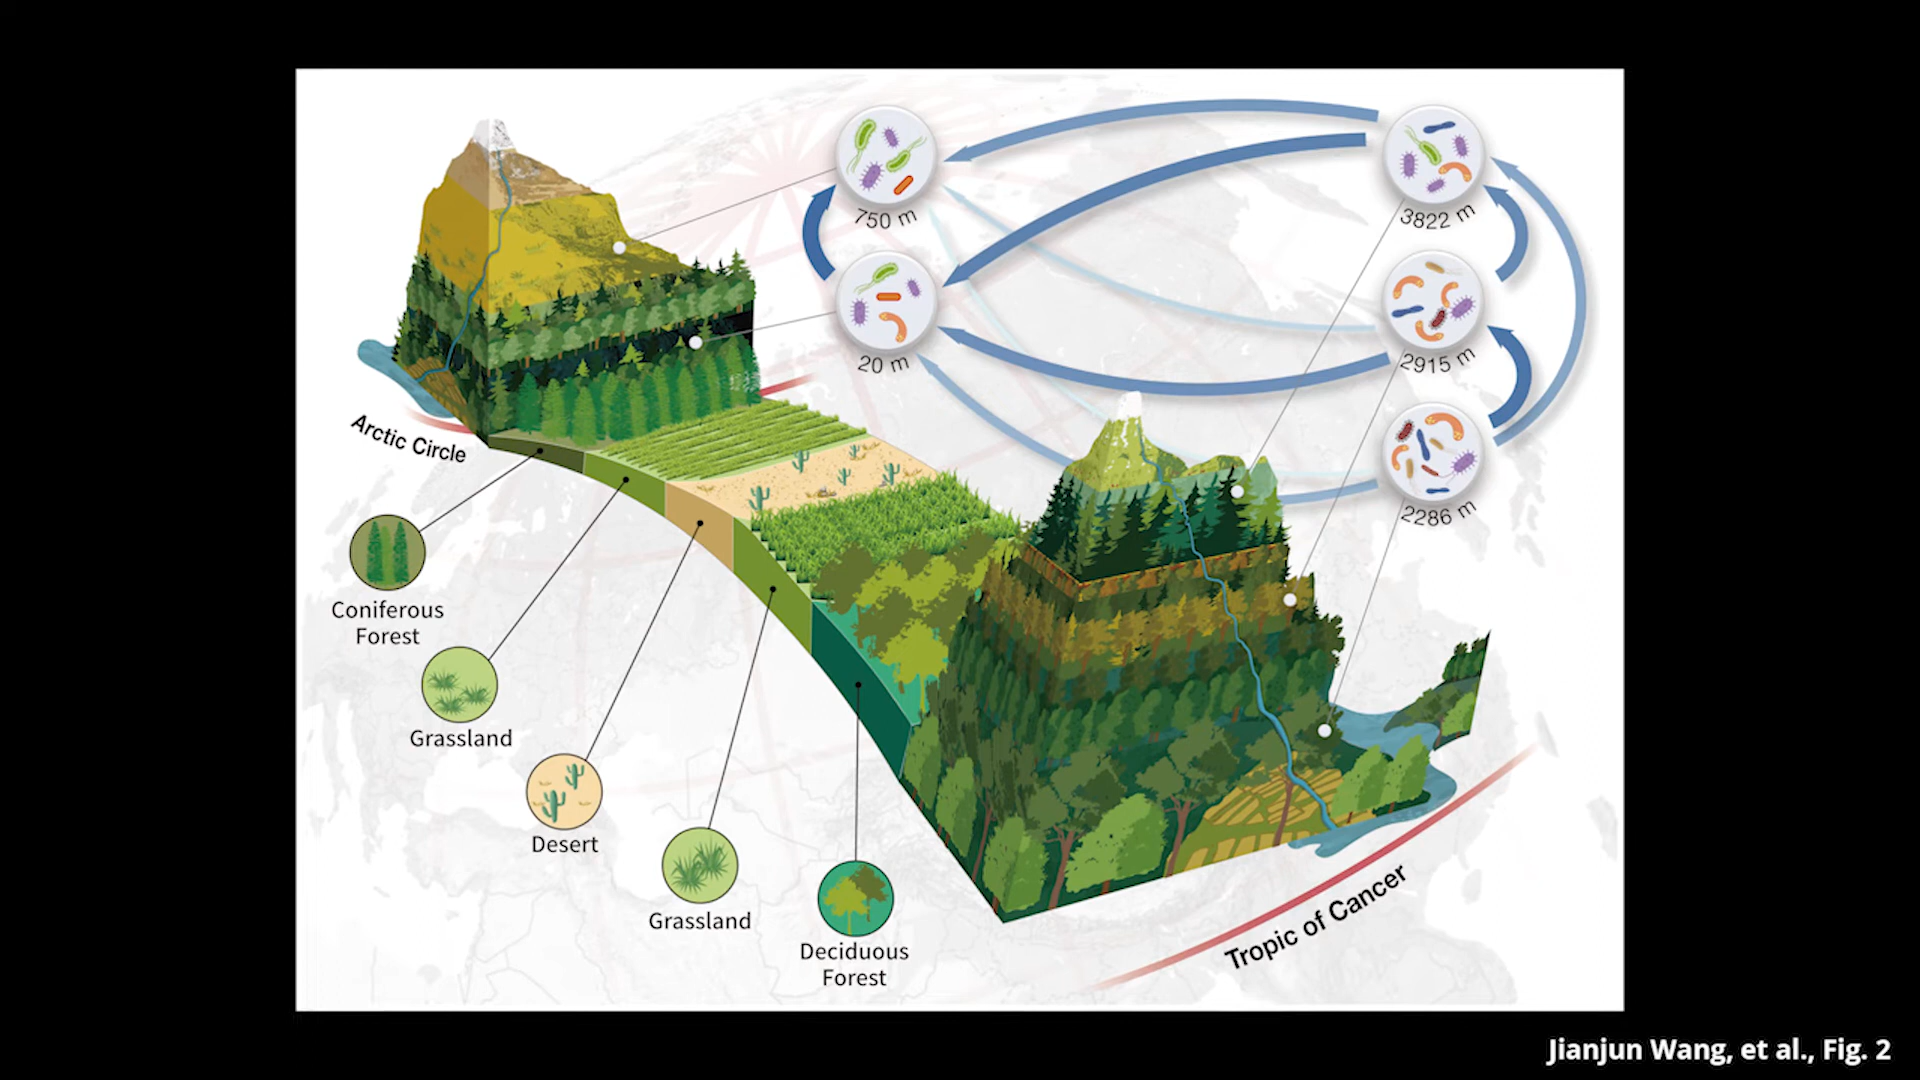 750 m
3822 m
20 m
2915 m
2286 m
Arctic Circle
Coniferous
Forest
Grassland
Desert
Grassland
Deciduous
Forest
Tropic of Cancer
Jianjun Wang, et al., Fig. 2